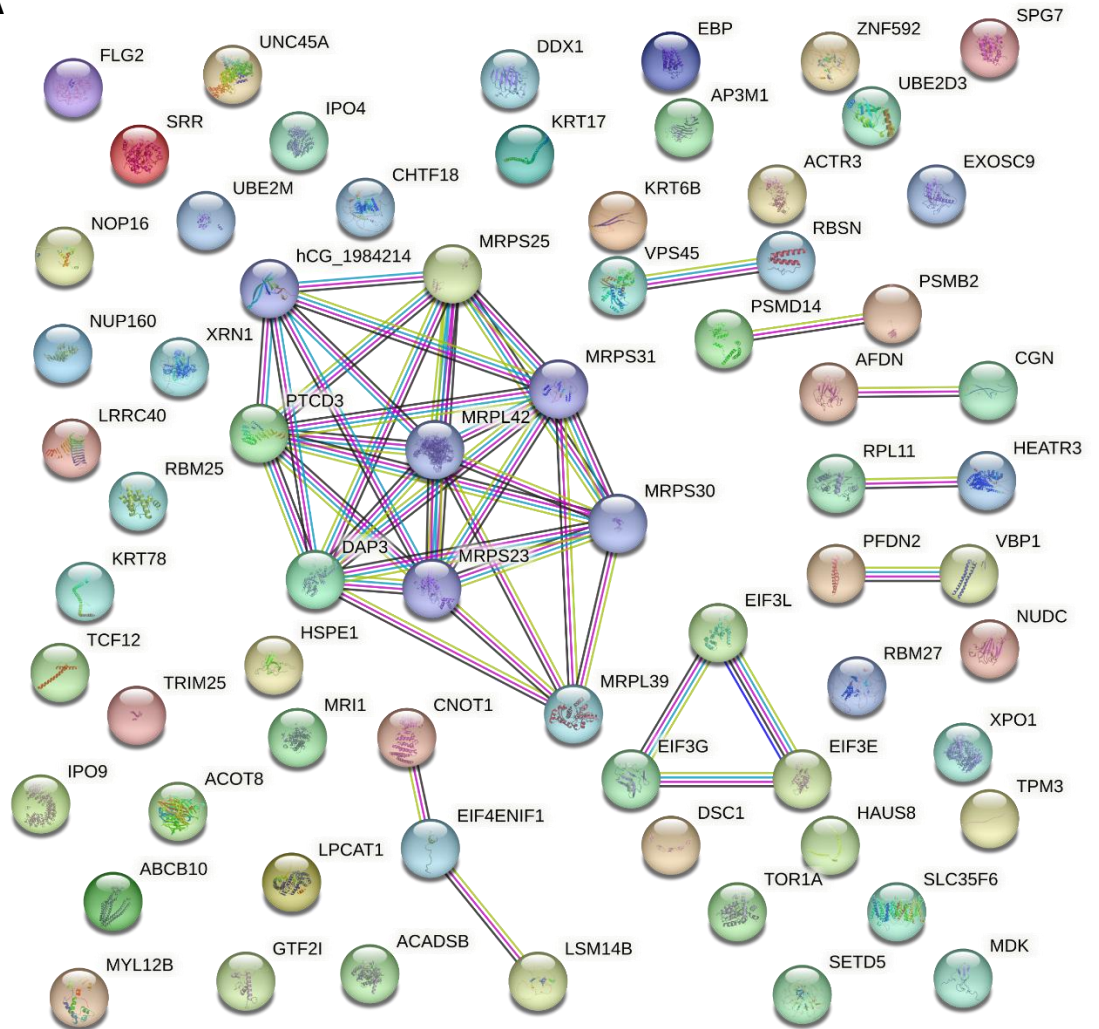 SPG7
ZNF592
UNC45A
DDX1
EBP
FLG2
UBE2D3
AP3M1
IPO4
SRR
KRT17
ACTR3
EXOSC9
CHTF18
UBE2M
KRT6B
NOP16
RBSN
MRPS25
hCG_1984214
VPS45
PSMB2
PSMD14
NUP160
XRN1
MRPS31
AFDN
CGN
PTCD3
LRRC40
MRPL42
RPL11
HEATR3
RBM25
MRPS30
DAP3
MRPS23
PFDN2
VBP1
KRT78
EIF3L
NUDC
HSPE1
TCF12
RBM27
TRIM25
MRPL39
MRI1
CNOT1
XPO1
EIF3G
EIF3E
IPO9
ACOT8
TPM3
DSC1
HAUS8
EIF4ENIF1
LPCAT1
ABCB10
TOR1A
SLC35F6
ACADSB
LSM14B
GTF2I
MYL12B
SETD5
MDK